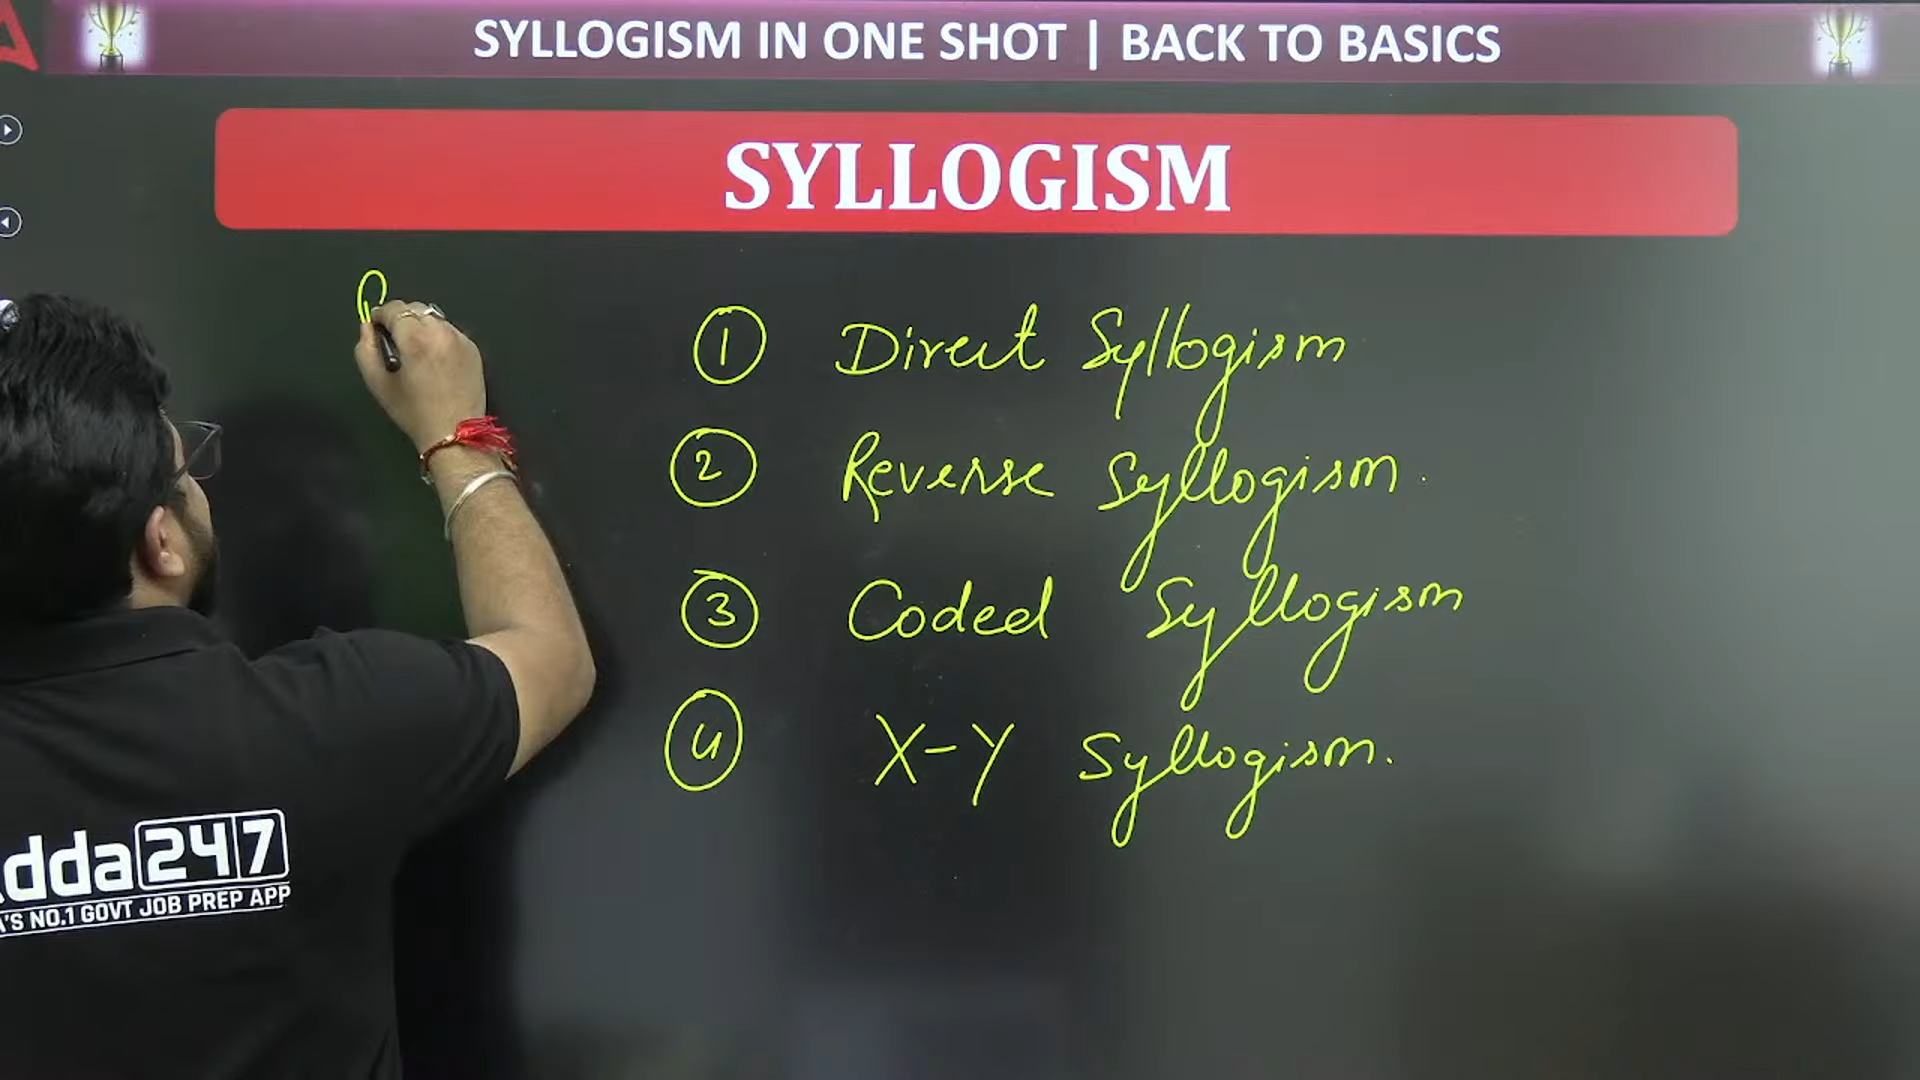 SYLLOGISM IN ONE SHOT | BACK TO BASICS
SYLLOGISM
① Direct Syllogism
② Reverse Syllogism.
③ Coded Syllogism
④ X-Y Syllogism.
dda247
A'S NO.1 GOVT JOB PREP APP